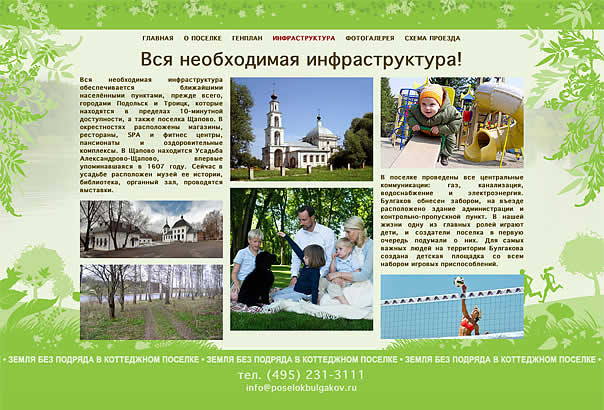 ГЛАВНАЯ О ПОСЕЛКЕ ГЕНПЛАН ИНФРАСТРУКТУРА ФОТОГАЛЕРЕЯ СХЕМА ПРОЕЗДА
Вся необходимая инфраструктура!
Вся необходимая инфраструктура
обеспечивается ближайшими
населёнными пунктами, прежде всего,
городами Подольск и Троицк, которые
находятся в пределах 10-минутной
доступности, а также поселка Щапово. В
окрестностях расположены магазины,
рестораны, SPA и фитнес центры,
пансионаты и оздоровительные
комплексы. В Щапово находится Усадьба
Александрово-Щапово, впервые
упоминавшаяся в 1607 году. Сейчас в
усадьбе расположен музей ее истории,
библиотека, органный зал, проводятся
выставки.
В поселке проведены все центральные
коммуникации: газ, канализация,
водоснабжение и электроэнергия.
Булгаков обнесен забором, на въезде
расположено здание администрации и
контрольно-пропускной пункт. В нашей
жизни одну из главных ролей играют
дети, и создатели поселка в первую
очередь подумали о них. Для самых
важных людей на территории Булгакова
создана детская площадка со всем
набором игровых приспособлений.
• ЗЕМЛЯ БЕЗ ПОДРЯДА В КОТТЕДЖНОМ ПОСЕЛКЕ • ЗЕМЛЯ БЕЗ ПОДРЯДА В КОТТЕДЖНОМ ПОСЕЛКЕ • ЗЕМЛЯ БЕЗ ПОДРЯДА В КОТТЕДЖНОМ ПОСЕЛКЕ •
тел. (495) 231-3111
info@poselokbulgakov.ru